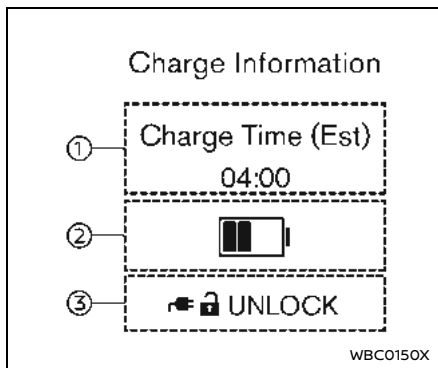 Charge Information
① Charge Time (Est)
04:00
②
③ UNLOCK
WBC0150X